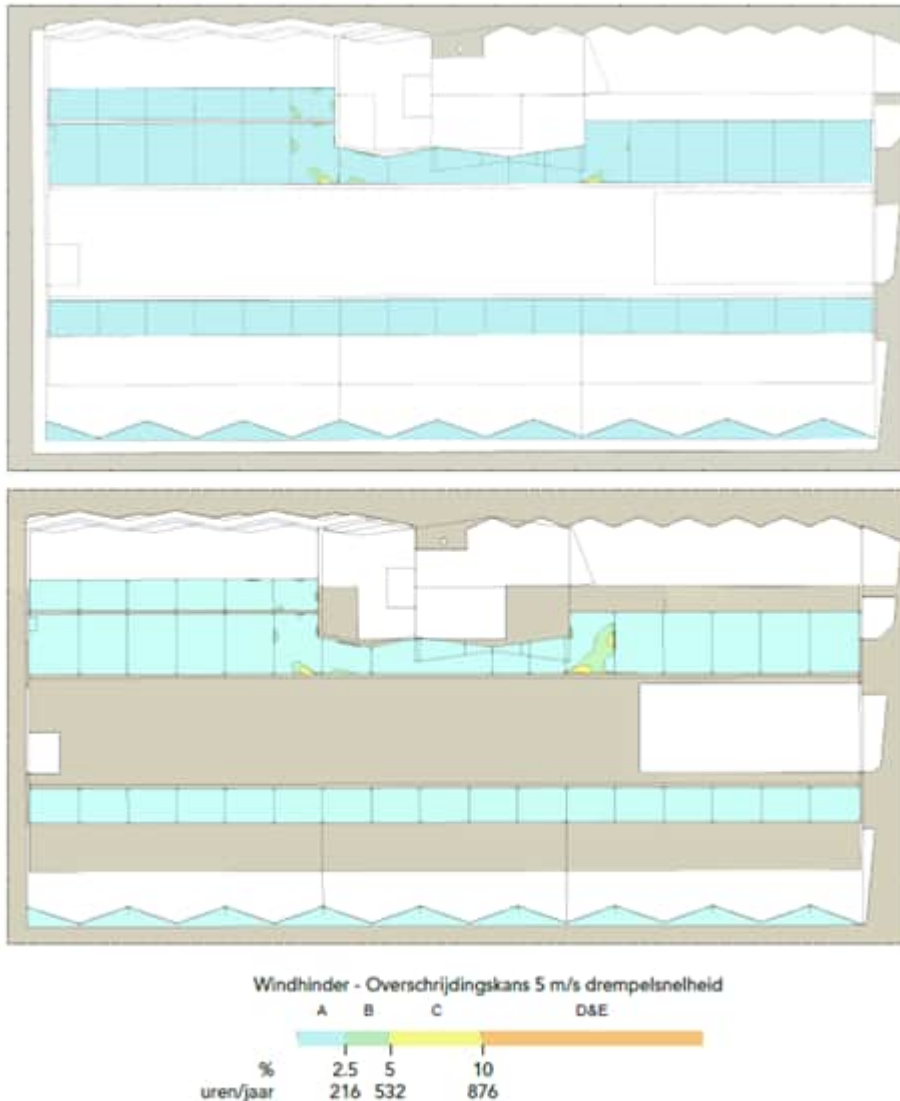 Windhinder - Overschrijdingskans 5 m/s drempelsnelheid
A B C D&E
% 2.5 5 10
uren/jaar 216 532 876